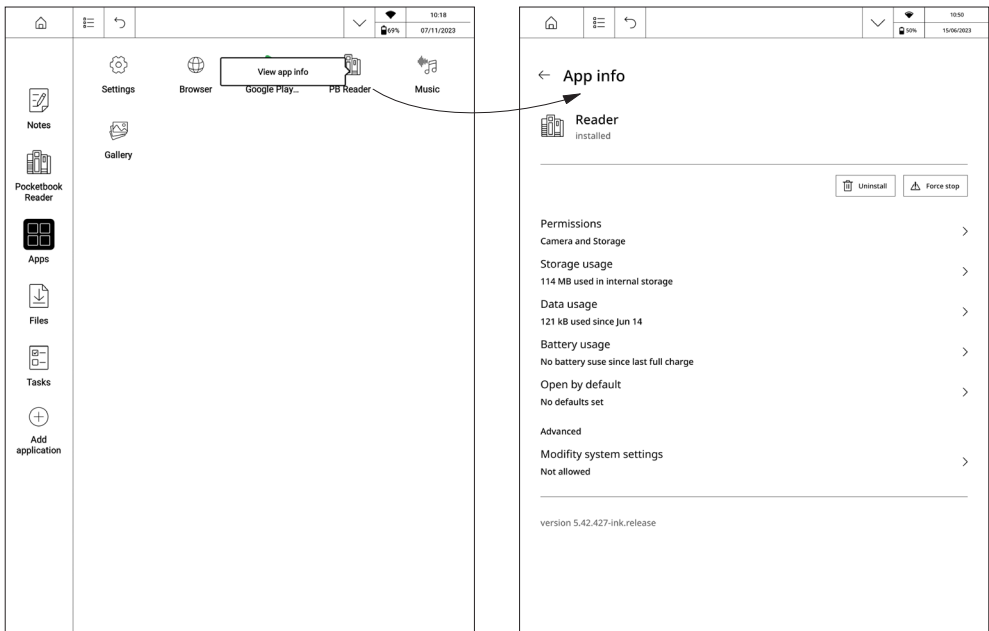 10:18
69%
07/11/2023
Notes
Pocketbook
Reader
Apps
Files
Tasks
Add
application
View app info
Settings
Browser
Google Play...
PB Reader
Music
Gallery
10:50
50%
15/06/2023
App info
Reader
installed
Uninstall
Force stop
Permissions
Camera and Storage
Storage usage
114 MB used in internal storage
Data usage
121 kB used since Jun 14
Battery usage
No battery suse since last full charge
Open by default
No defaults set
Advanced
Modifity system settings
Not allowed
version 5.42.427-ink.release